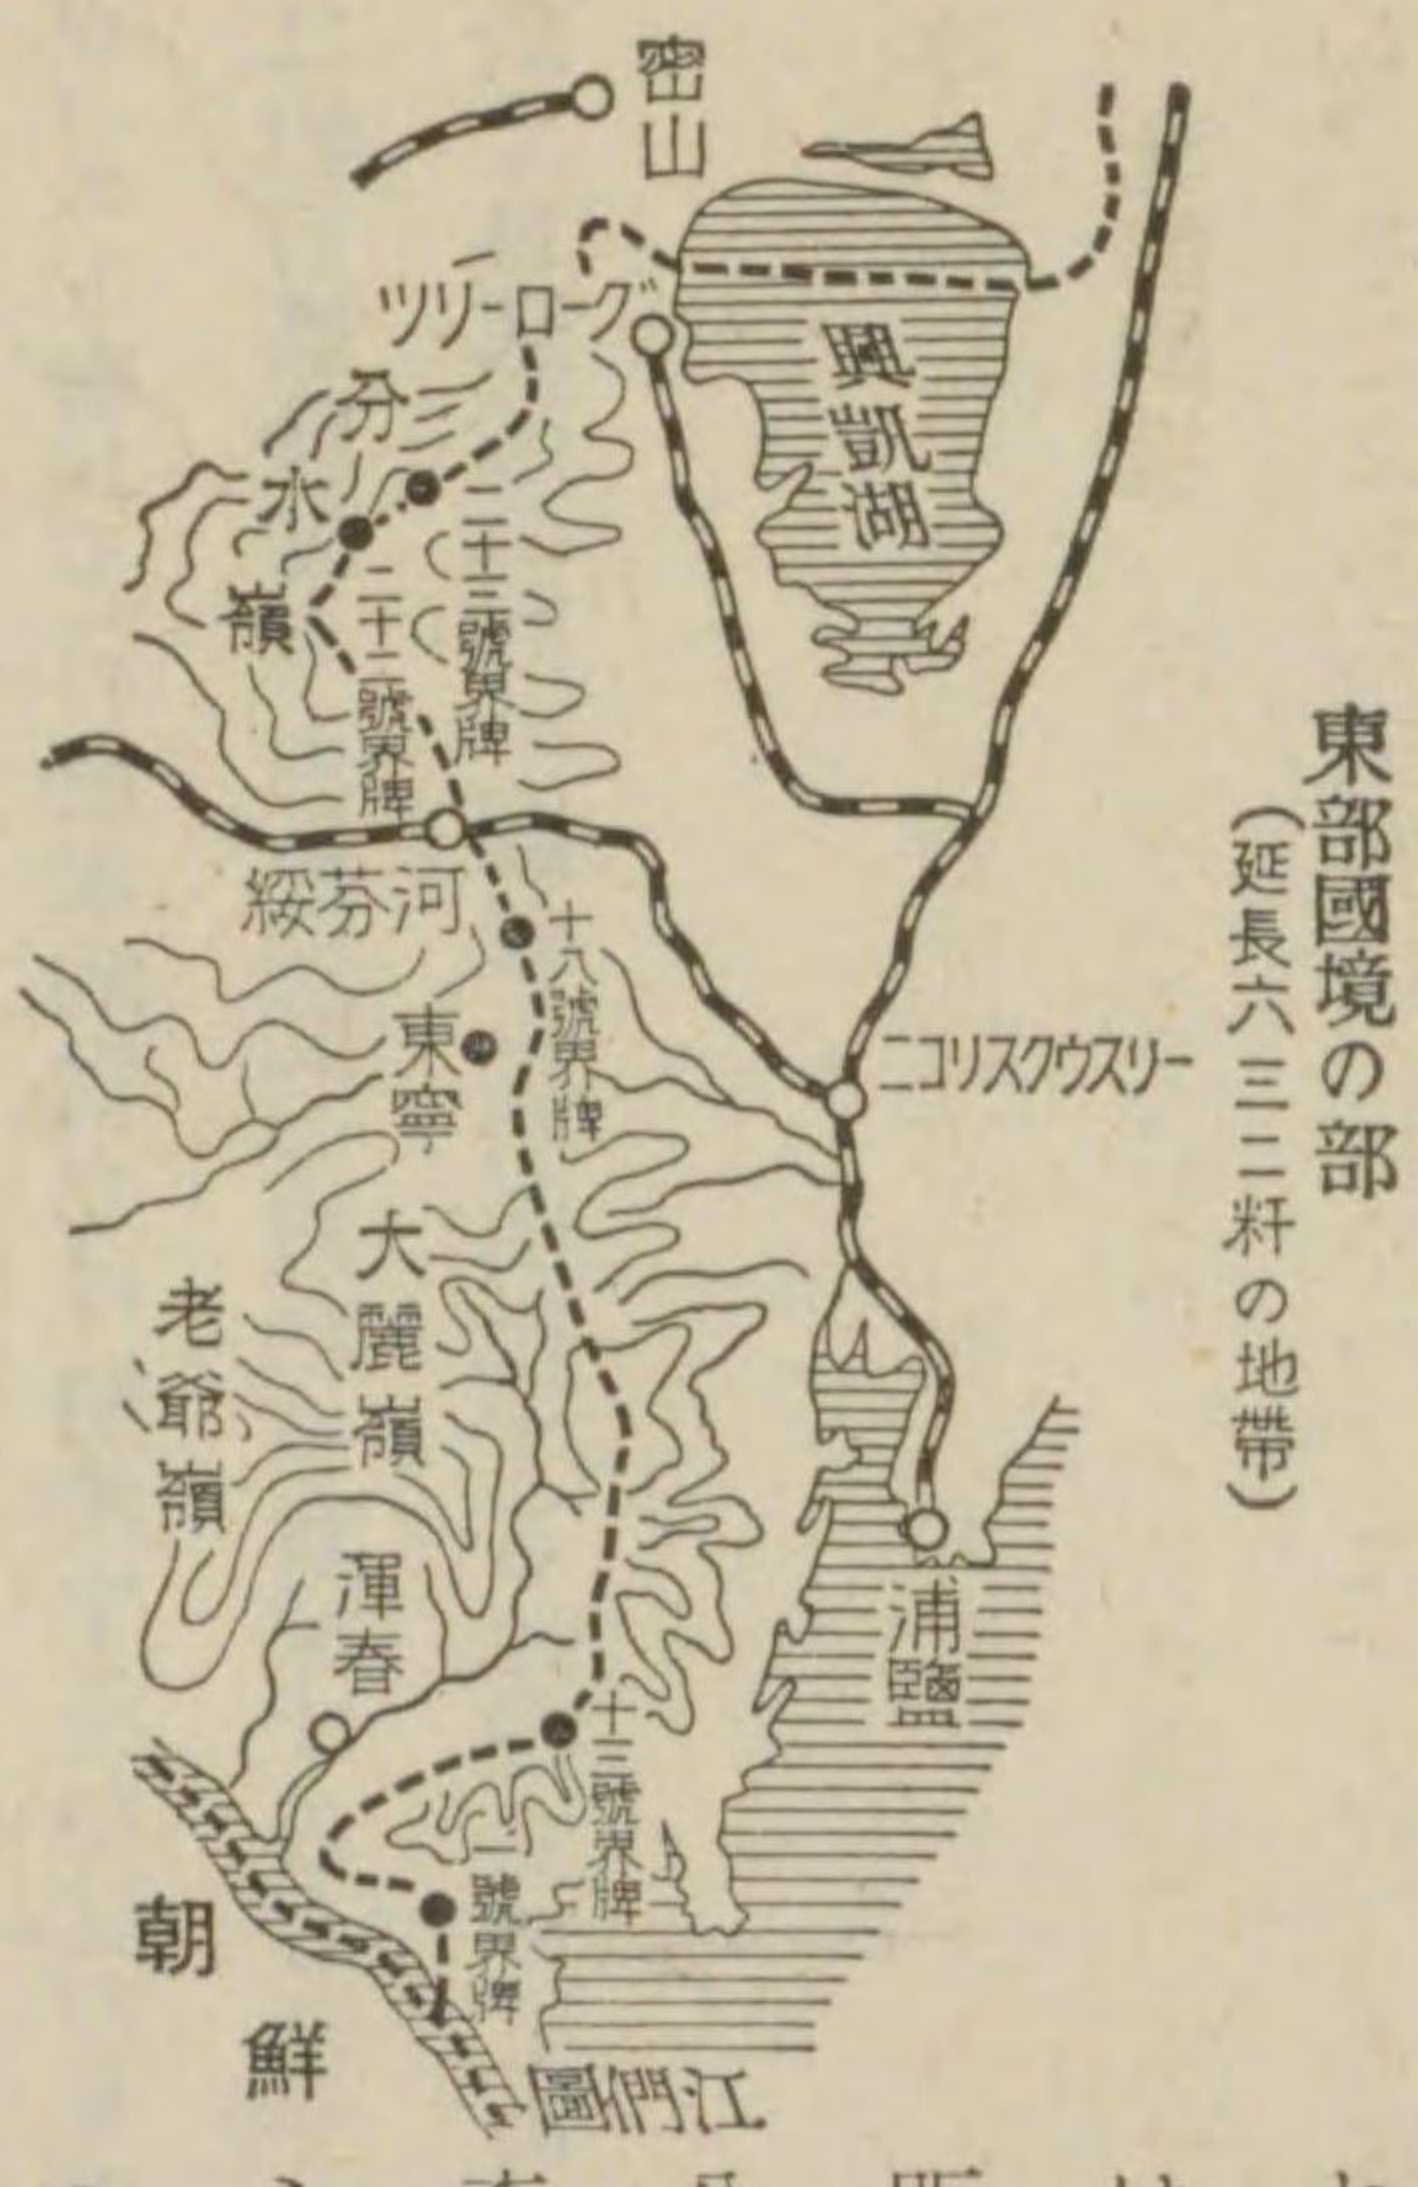 東部國境の部
(延長六三二粁の地帶)
密山
興凱湖
ツリーローグ
分水嶺
二十三號界牌
二十二號界牌
綏芬河
十八號界牌
東寧
ニコリスクウスリー
大麗嶺
老爺嶺
渾春
浦鹽
十三號界牌
一號界牌
朝鮮
圖們江